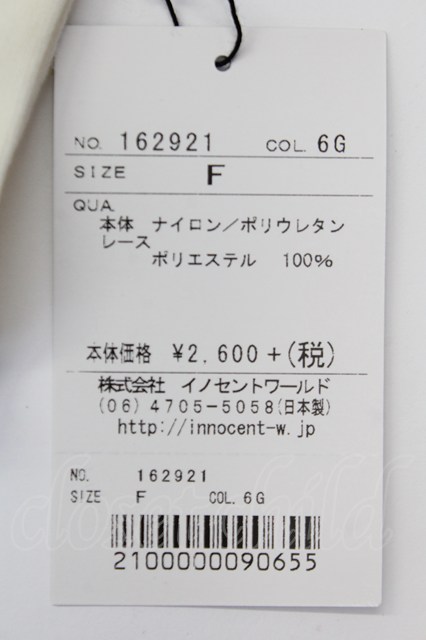 NO. 162921 COL. 6G
SIZE F
QUA.
本体 ナイロン／ポリウレタン
レース
ポリエステル 100%
本体価格 ¥2,600+(税)
株式会社 イノセントワールド
(06) 4705-5058(日本製)
http://innocent-w.jp
NO. 162921
SIZE F COL. 6G
2100000090655